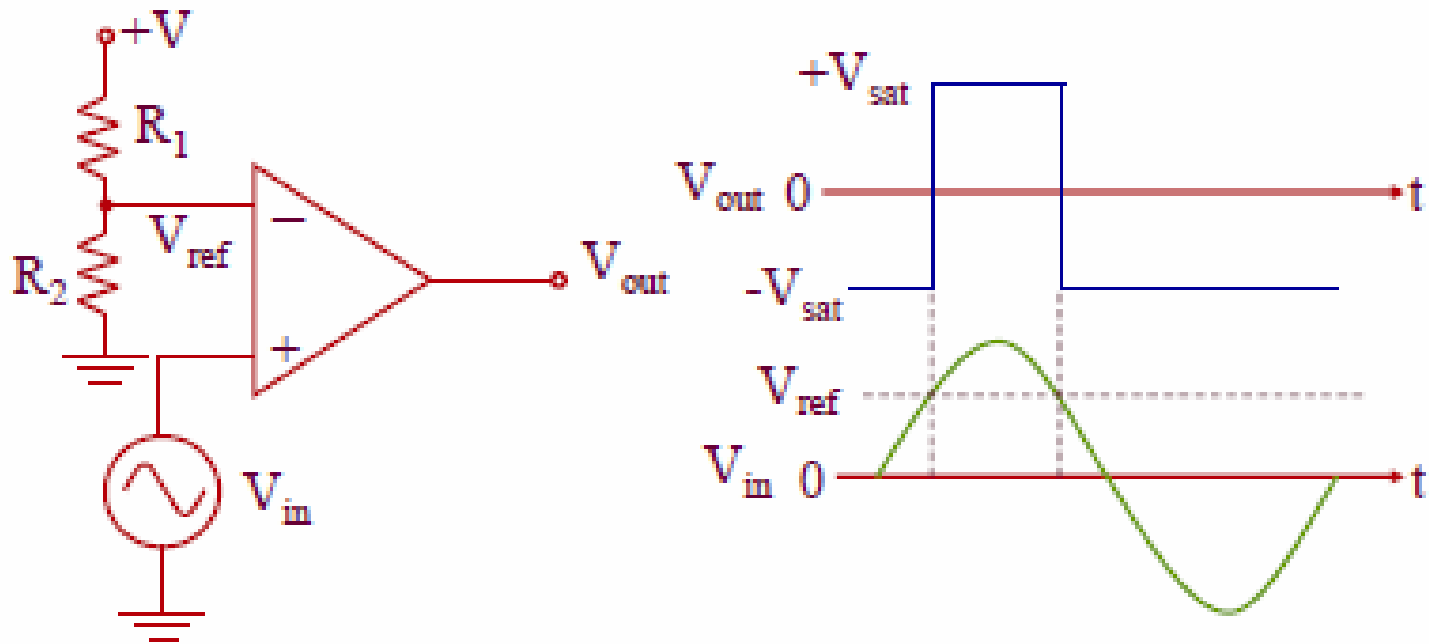 +V
R1
Vref
R2
−
+
Vout
Vin
+Vsat
Vout 0
t
-Vsat
Vref
Vin 0
t